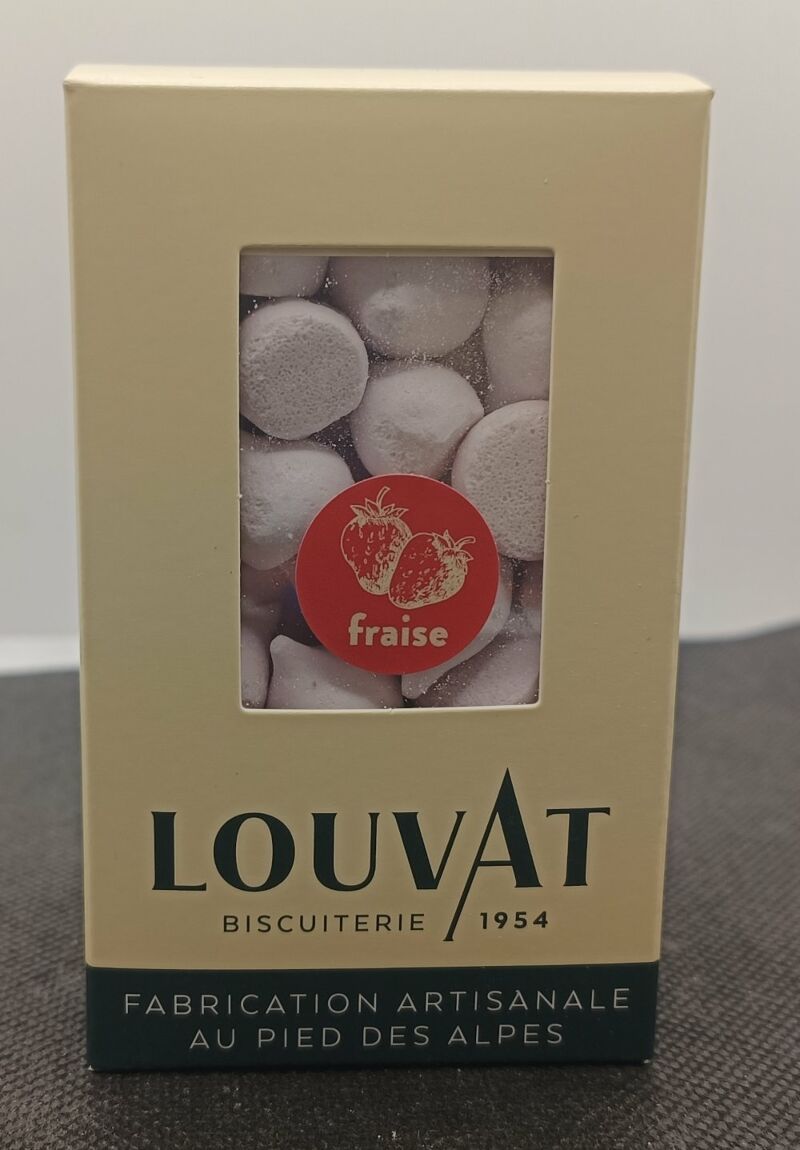 fraise
LOUVAT
BISCUITERIE 1954
FABRICATION ARTISANALE
AU PIED DES ALPES